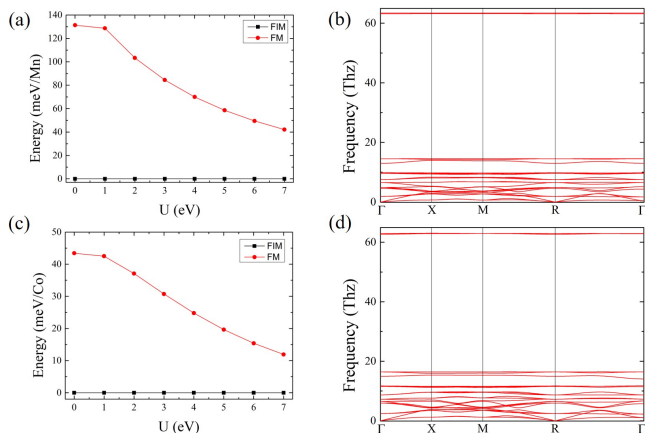 (a)
Energy (meV/Mn)
140
120
100
80
60
40
20
0
FIM
FM
0 1 2 3 4 5 6 7
U (eV)
(b)
Frequency (Thz)
60
40
20
0
Γ X M R Γ
(c)
Energy (meV/Co)
50
40
30
20
10
0
FIM
FM
0 1 2 3 4 5 6 7
U (eV)
(d)
Frequency (Thz)
60
40
20
0
Γ X M R Γ